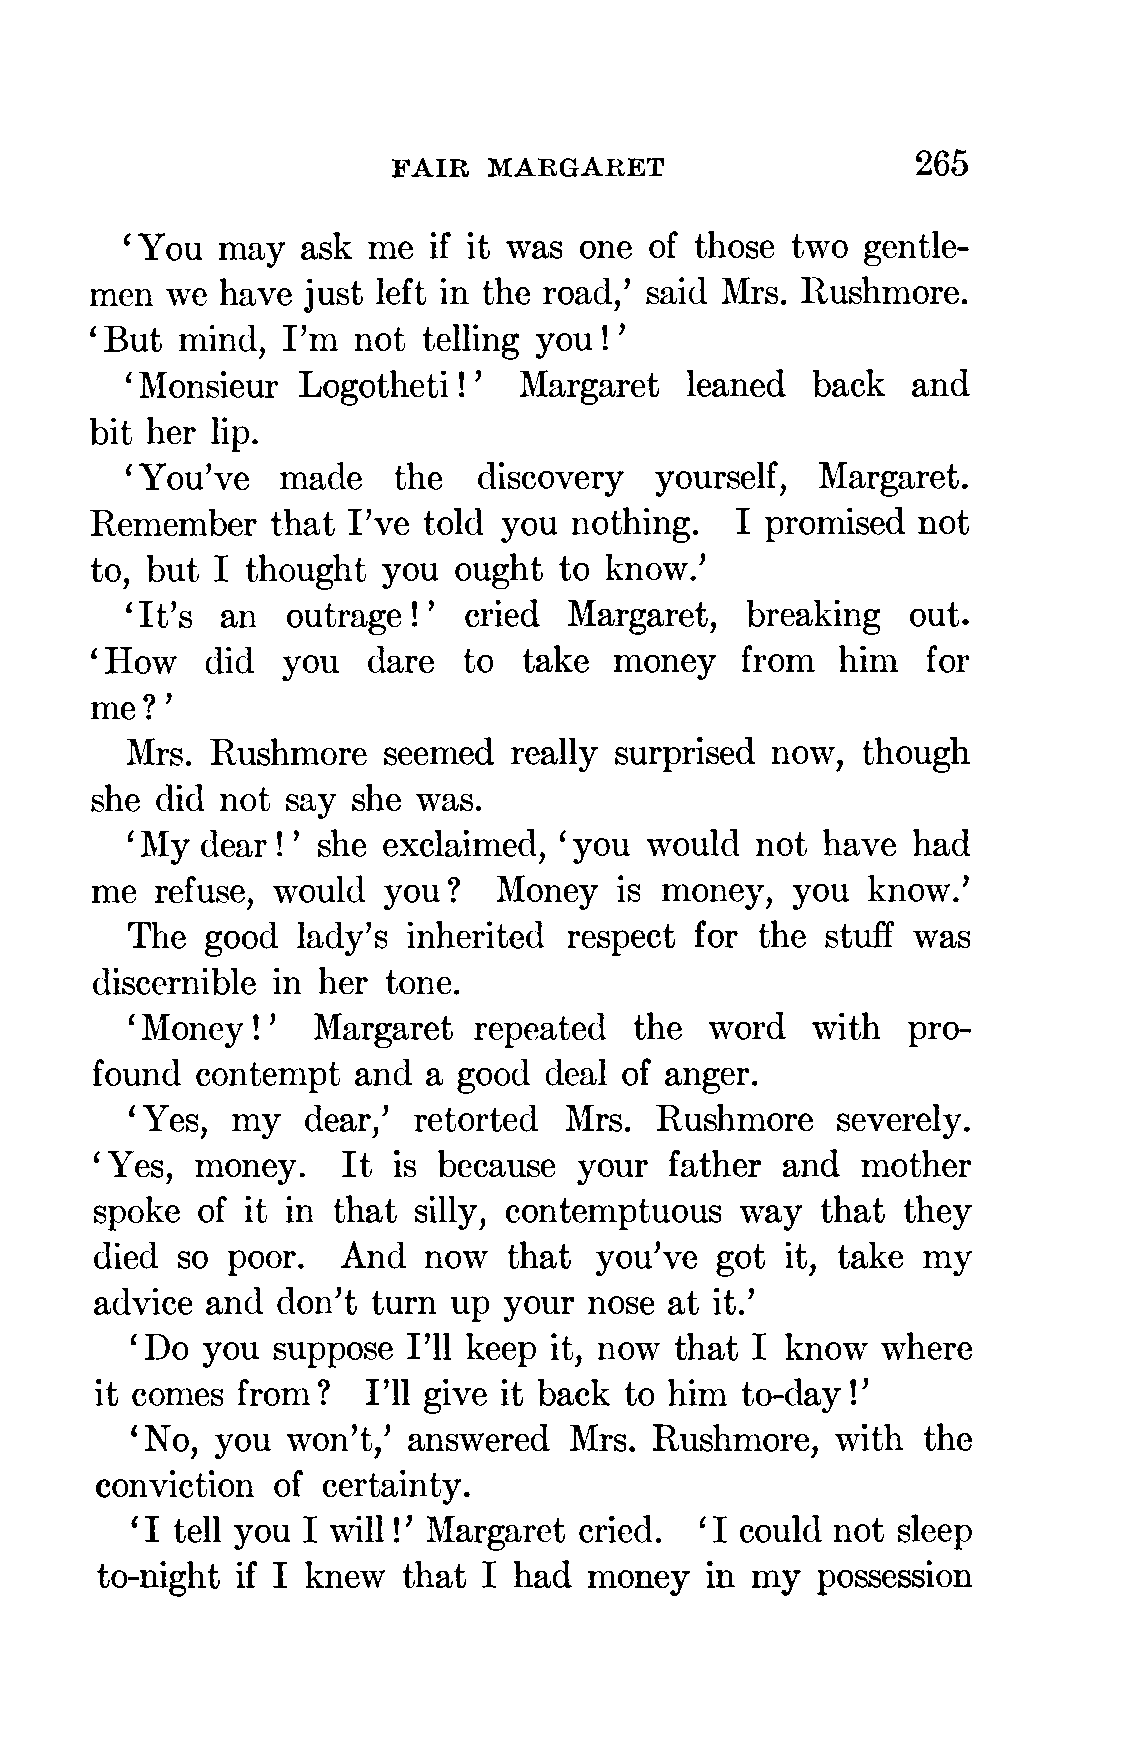 FAIR MARGARET 265
‘You may ask me if it was one of those two gentle-
men we have just left in the road,’ said Mrs. Rushmore.
‘But mind, I’m not telling you!’
‘Monsieur Logotheti!’ Margaret leaned back and
bit her lip.
‘You’ve made the discovery yourself, Margaret.
Remember that I’ve told you nothing. I promised not
to, but I thought you ought to know.’
‘It’s an outrage!’ cried Margaret, breaking out.
‘How did you dare to take money from him for
me?’
Mrs. Rushmore seemed really surprised now, though
she did not say she was.
‘My dear!’ she exclaimed, ‘you would not have had
me refuse, would you? Money is money, you know.’
The good lady’s inherited respect for the stuff was
discernible in her tone.
‘Money!’ Margaret repeated the word with pro-
found contempt and a good deal of anger.
‘Yes, my dear,’ retorted Mrs. Rushmore severely.
‘Yes, money. It is because your father and mother
spoke of it in that silly, contemptuous way that they
died so poor. And now that you’ve got it, take my
advice and don’t turn up your nose at it.’
‘Do you suppose I’ll keep it, now that I know where
it comes from? I’ll give it back to him to-day!’
‘No, you won’t,’ answered Mrs. Rushmore, with the
conviction of certainty.
‘I tell you I will!’ Margaret cried. ‘I could not sleep
to-night if I knew that I had money in my possession